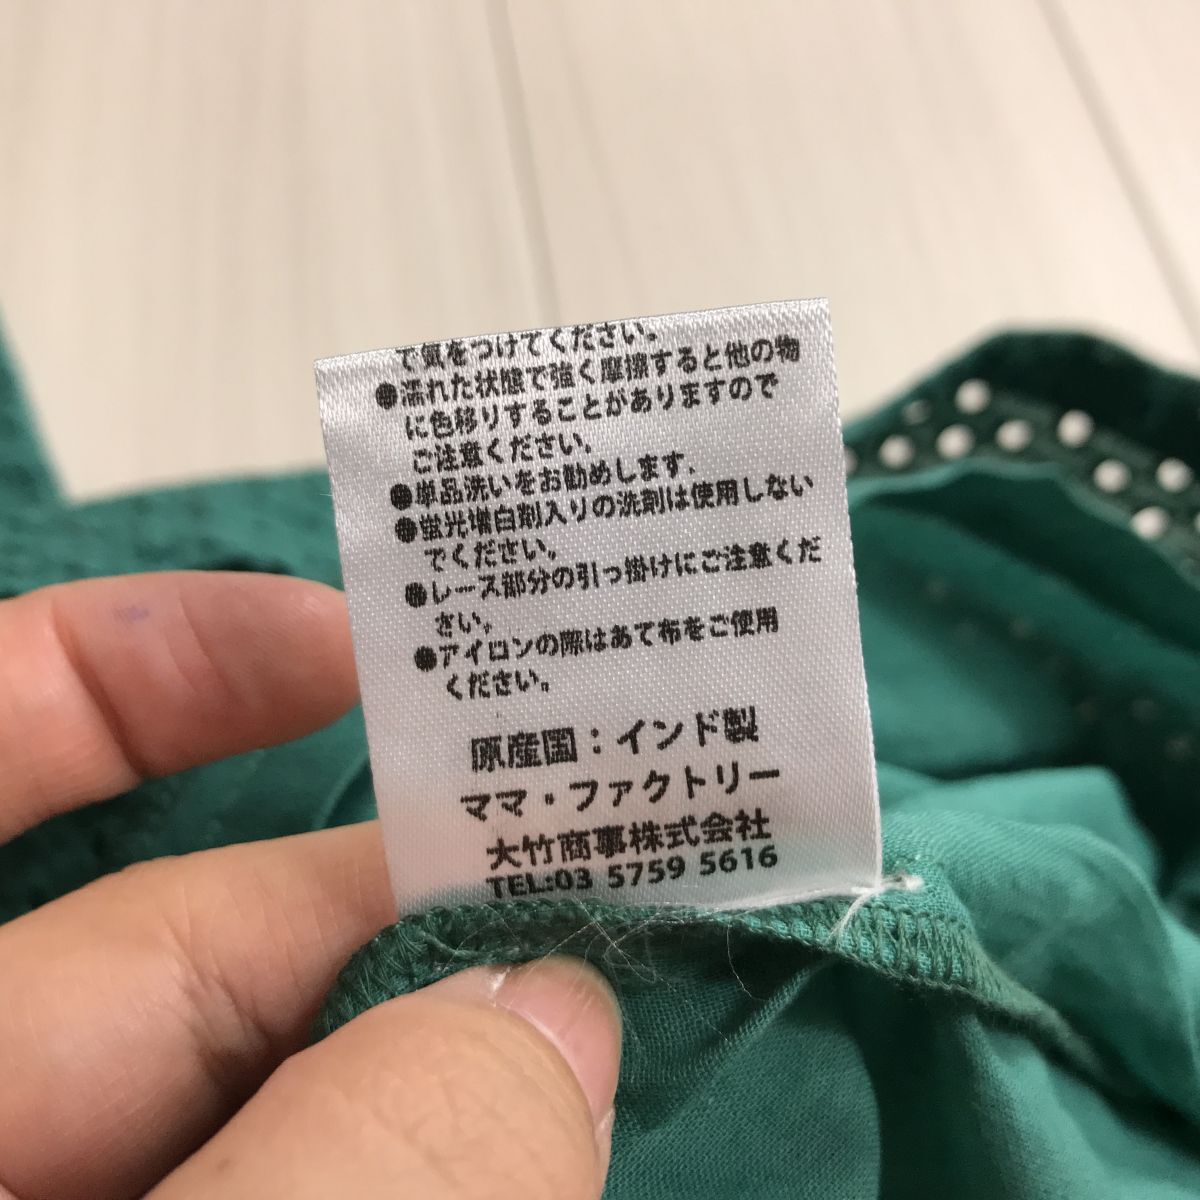 で気をつけてください。
●濡れた状態で強く摩擦すると他の物
に色移りすることがありますので
ご注意ください。
●単品洗いをお勧めします.
●蛍光増白剤入りの洗剤は使用しない
でください。
●レース部分の引っ掛けにご注意くだ
さい。
●アイロンの際はあて布をご使用
ください。
原産国：インド製
ママ・ファクトリー
大竹商事株式会社
TEL:03 5759 5616